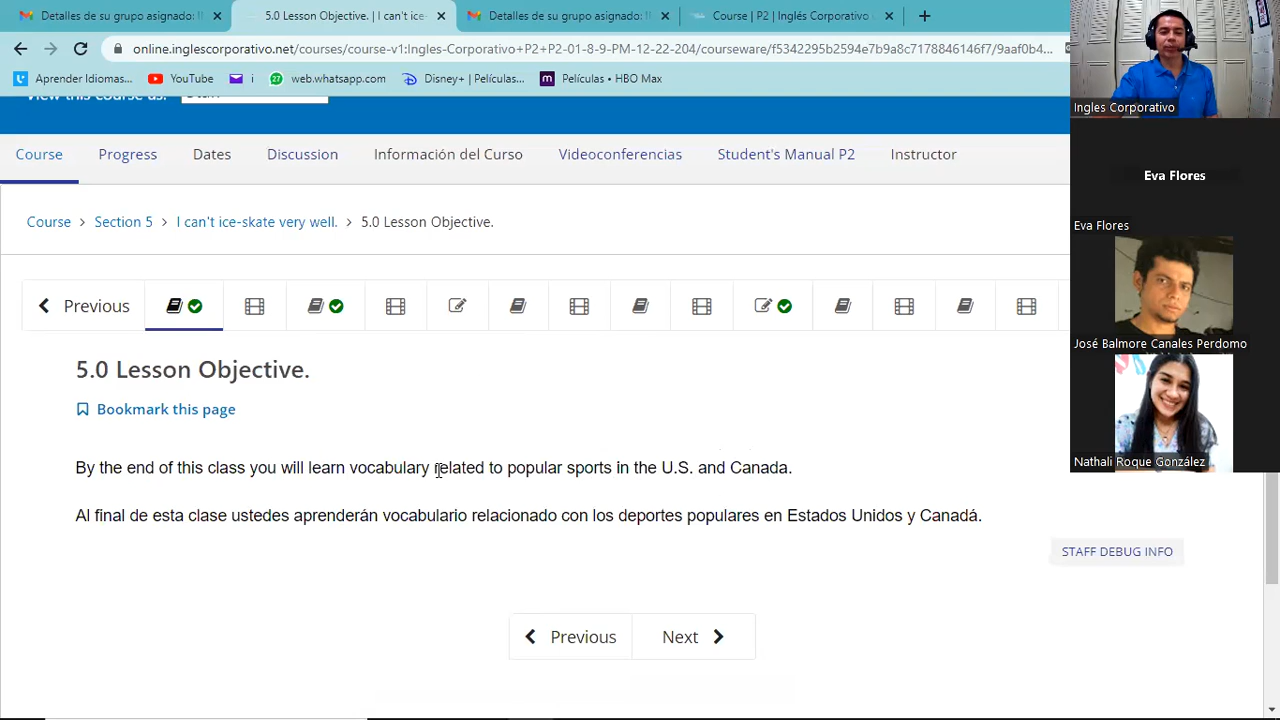 Detalles de su grupo asignado: I
5.0 Lesson Objective. | I can't ice-
Detalles de su grupo asignado: I
Course | P2 | Inglés Corporativo
online.inglescorporativo.net/courses/course-v1:Ingles-Corporativo+P2+P2-01-8-9-PM-12-22-204/courseware/f5342295b2594e7b9ab27178846146f7/9aaf0b4...
Aprender Idiomas...
YouTube
i
web.whatsapp.com
Disney+ | Películas...
Películas • HBO Max
View this course as:
Course
Progress
Dates
Discussion
Información del Curso
Videoconferencias
Student's Manual P2
Instructor
Course > Section 5 > I can't ice-skate very well. > 5.0 Lesson Objective.
Previous
5.0 Lesson Objective.
Bookmark this page
By the end of this class you will learn vocabulary related to popular sports in the U.S. and Canada.
Al final de esta clase ustedes aprenderán vocabulario relacionado con los deportes populares en Estados Unidos y Canadá.
STAFF DEBUG INFO
Previous
Next
Ingles Corporativo
Eva Flores
Eva Flores
José Balmore Canales Perdomo
Nathali Roque González